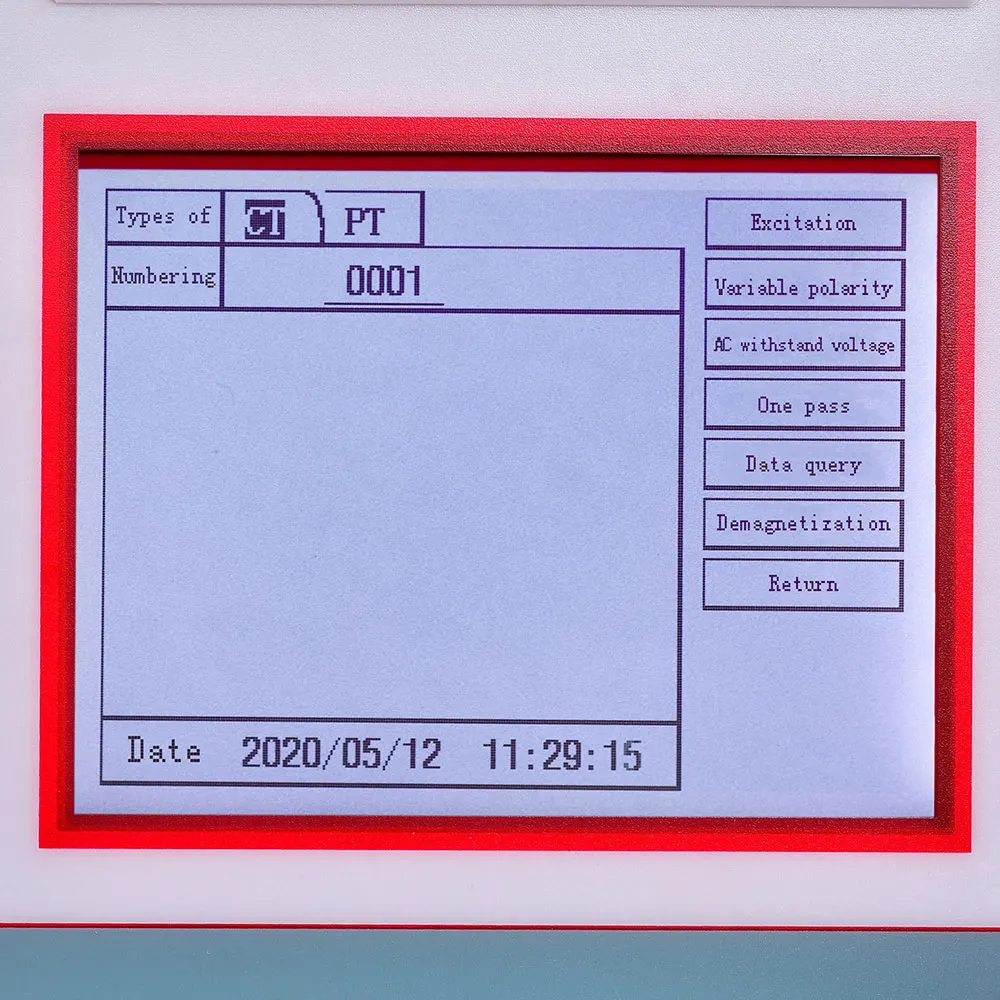 Types of CT PT
Numbering 0001
Excitation
Variable polarity
AC withstand voltage
One pass
Data query
Demagnetization
Return
Date 2020/05/12 11:29:15